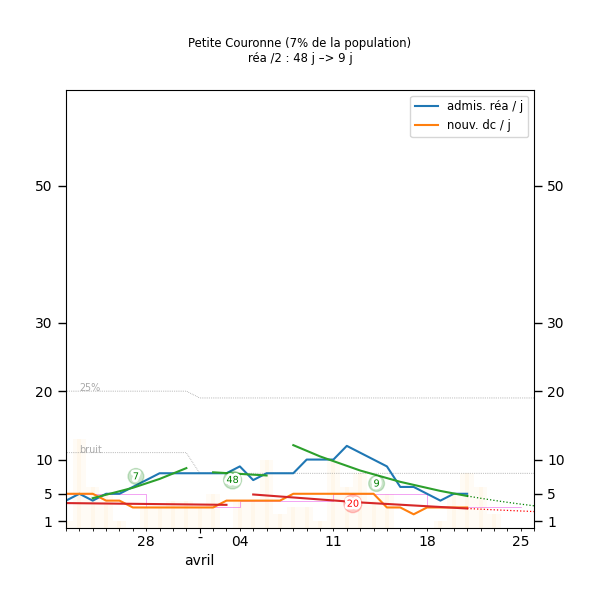 Petite Couronne (7% de la population)
réa /2 : 48 j –> 9 j
admis. réa / j
nouv. dc / j
50 50
30 30
20 20
25%
10 10
bruit
7 48 9
5 5
20
1 1
28 - 04 11 18 25
avril